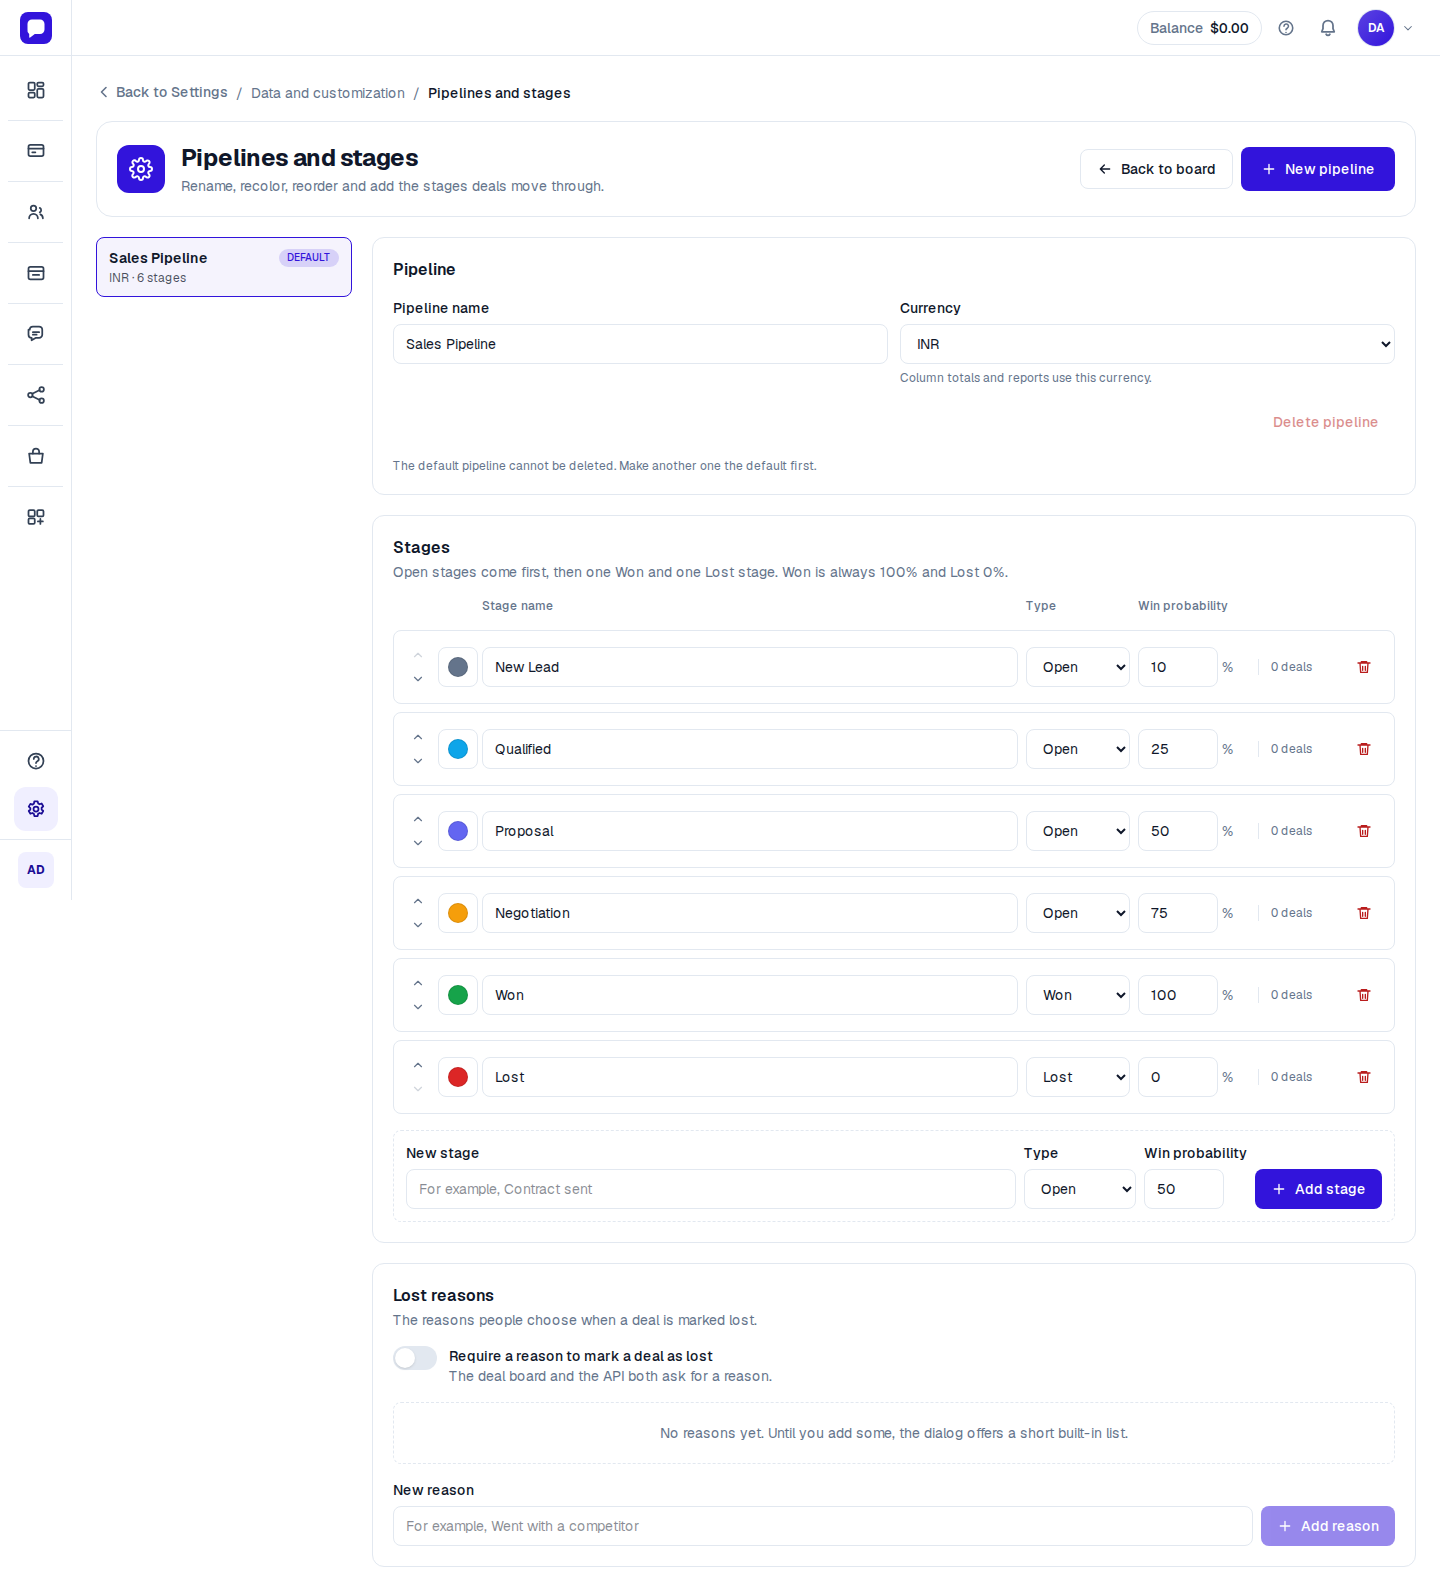 Balance $0.00
DA
Back to Settings / Data and customization / Pipelines and stages
Pipelines and stages
Rename, recolor, reorder and add the stages deals move through.
Back to board
New pipeline
Sales Pipeline
DEFAULT
INR · 6 stages
Pipeline
Pipeline name
Sales Pipeline
Currency
INR
Column totals and reports use this currency.
Delete pipeline
The default pipeline cannot be deleted. Make another one the default first.
Stages
Open stages come first, then one Won and one Lost stage. Won is always 100% and Lost 0%.
Stage name Type Win probability
New Lead Open 10 % 0 deals
Qualified Open 25 % 0 deals
Proposal Open 50 % 0 deals
Negotiation Open 75 % 0 deals
Won Won 100 % 0 deals
Lost Lost 0 % 0 deals
New stage Type Win probability
For example, Contract sent Open 50 Add stage
Lost reasons
The reasons people choose when a deal is marked lost.
Require a reason to mark a deal as lost
The deal board and the API both ask for a reason.
No reasons yet. Until you add some, the dialog offers a short built-in list.
New reason
For example, Went with a competitor
Add reason
AD